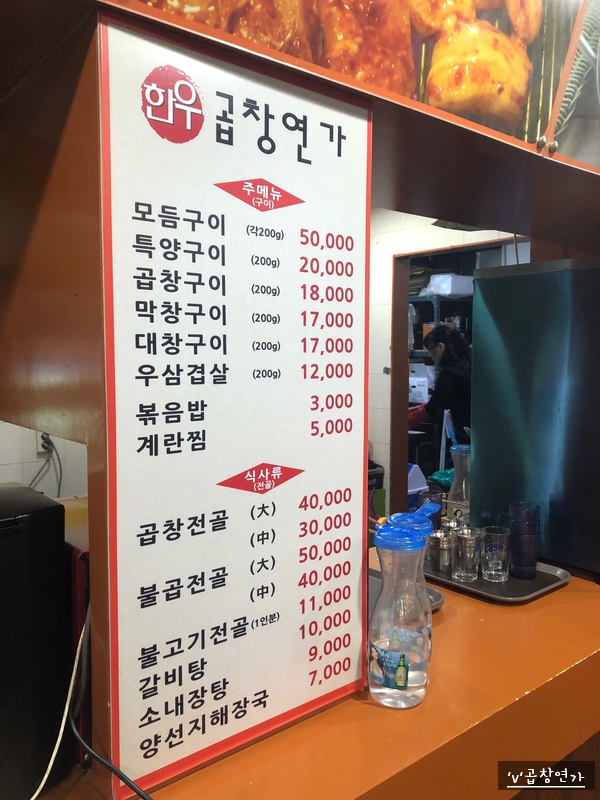 한우 곱창연가
주메뉴
(구이)
모듬구이 (각200g) 50,000
특양구이 (200g) 20,000
곱창구이 (200g) 18,000
막창구이 (200g) 17,000
대창구이 (200g) 17,000
우삼겹살 (200g) 12,000
볶음밥 3,000
계란찜 5,000
식사류
(전골)
곱창전골 (大) 40,000
(中) 30,000
불곱전골 (大) 50,000
(中) 40,000
불고기전골 (1인분) 11,000
갈비탕 10,000
소내장탕 9,000
양선지해장국 7,000
'v'곱창연가